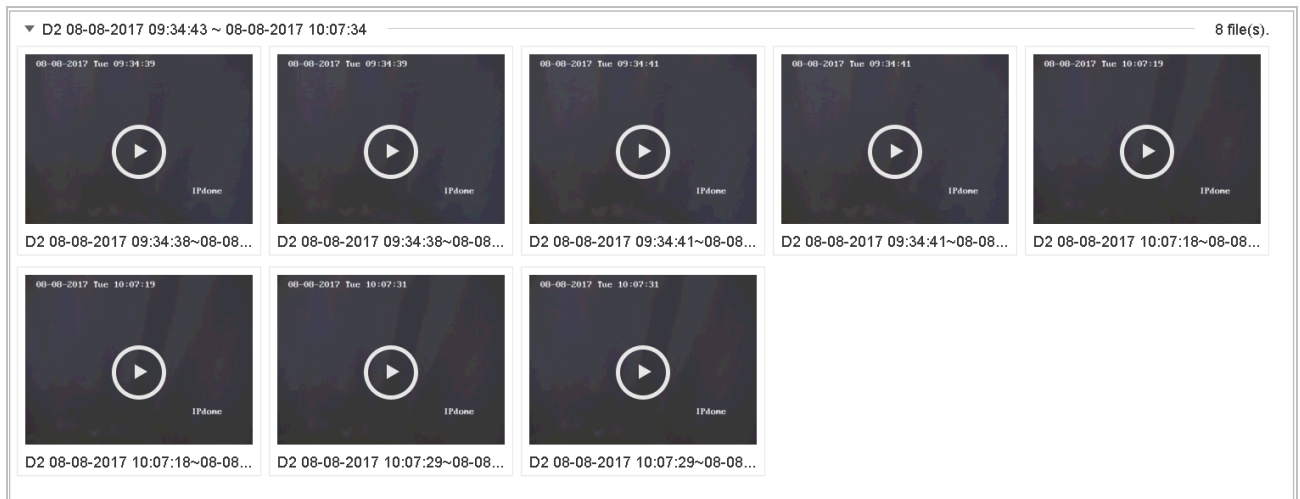 D2 08-08-2017 09:34:43 ~ 08-08-2017 10:07:34 8 file(s).
08-08-2017 Tue 09:34:39
IPdome
D2 08-08-2017 09:34:38~08-08...
08-08-2017 Tue 09:34:39
IPdome
D2 08-08-2017 09:34:38~08-08...
08-08-2017 Tue 09:34:41
IPdome
D2 08-08-2017 09:34:41~08-08...
08-08-2017 Tue 09:34:41
IPdome
D2 08-08-2017 09:34:41~08-08...
08-08-2017 Tue 10:07:19
IPdome
D2 08-08-2017 10:07:18~08-08...
08-08-2017 Tue 10:07:19
IPdome
D2 08-08-2017 10:07:18~08-08...
08-08-2017 Tue 10:07:31
IPdome
D2 08-08-2017 10:07:29~08-08...
08-08-2017 Tue 10:07:31
IPdome
D2 08-08-2017 10:07:29~08-08...